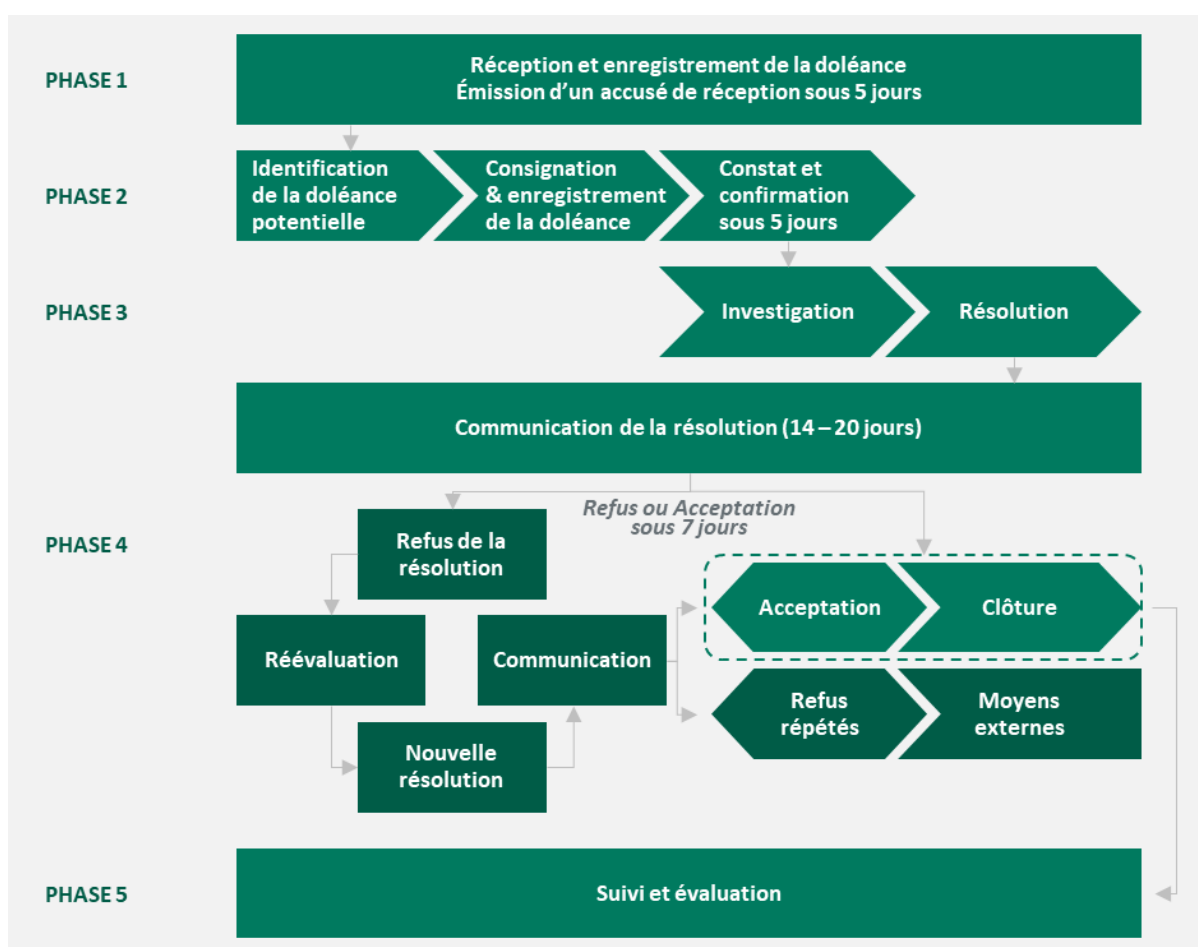 PHASE 1
Réception et enregistrement de la doléance
Émission d’un accusé de réception sous 5 jours
PHASE 2
Identification
de la doléance
potentielle
Consignation
& enregistrement
de la doléance
Constat et
confirmation
sous 5 jours
PHASE 3
Investigation
Résolution
Communication de la résolution (14 – 20 jours)
Refus ou Acceptation
sous 7 jours
PHASE 4
Refus de la
résolution
Réévaluation
Nouvelle
résolution
Communication
Acceptation
Clôture
Refus
répétés
Moyens
externes
PHASE 5
Suivi et évaluation